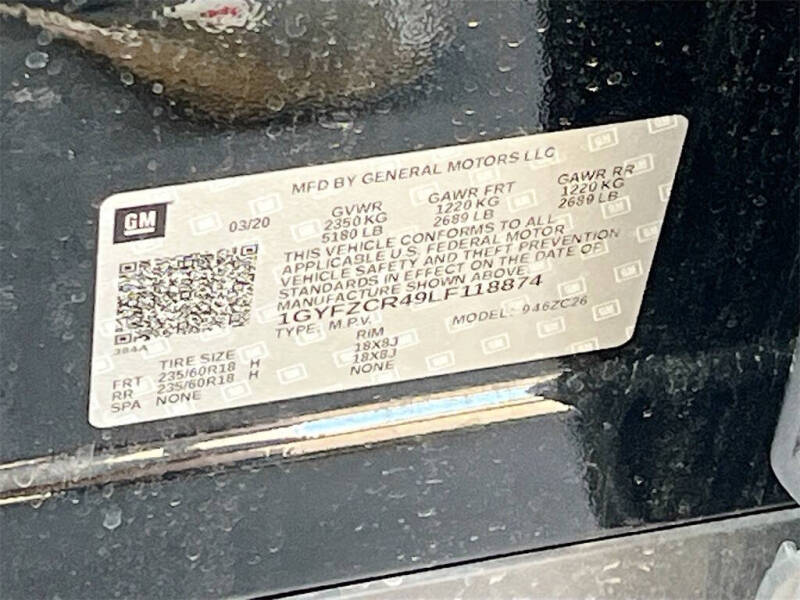 MFD BY GENERAL MOTORS LLC
GM
03/20
GVWR GAWR FRT GAWR RR
2350 KG 1220 KG 1220 KG
5180 LB 2689 LB 2689 LB
THIS VEHICLE CONFORMS TO ALL
APPLICABLE U.S. FEDERAL MOTOR
VEHICLE SAFETY AND THEFT PREVENTION
STANDARDS IN EFFECT ON THE DATE OF
MANUFACTURE SHOWN ABOVE.
1GYFZCR49LF118874
TYPE: M.P.V. MODEL: 946ZC26
384A
TIRE SIZE RIM
FRT 235/60R18 H 18X8J
RR 235/60R18 H 18X8J
SPA NONE NONE